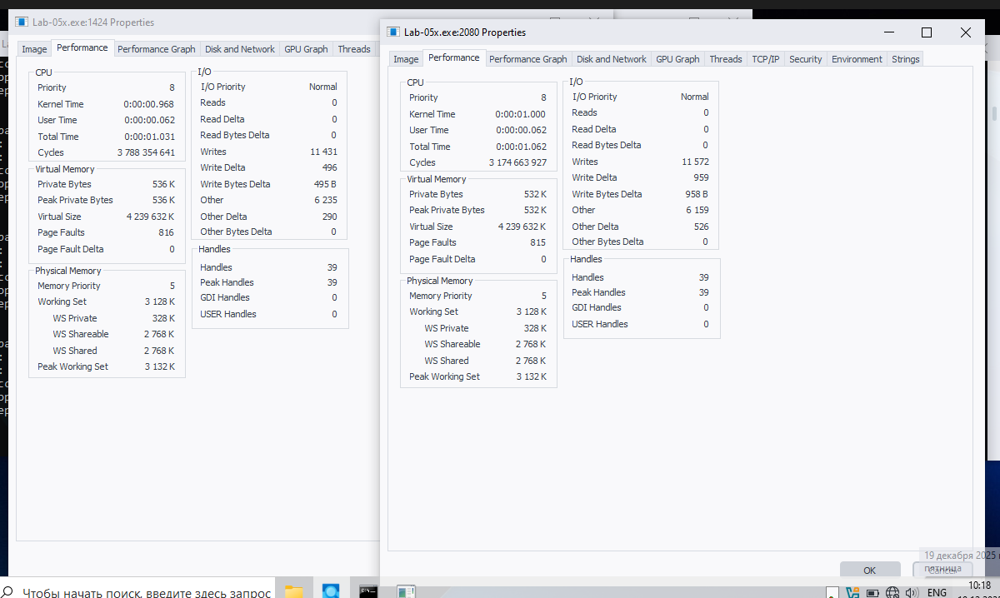 Lab-05x.exe:1424 Properties
Image Performance Performance Graph Disk and Network GPU Graph Threads
CPU
Priority 8
Kernel Time 0:00:00.968
User Time 0:00:00.062
Total Time 0:00:01.031
Cycles 3 788 354 641
Virtual Memory
Private Bytes 536 K
Peak Private Bytes 536 K
Virtual Size 4 239 632 K
Page Faults 816
Page Fault Delta 0
Physical Memory
Memory Priority 5
Working Set 3 128 K
WS Private 328 K
WS Shareable 2 768 K
WS Shared 2 768 K
Peak Working Set 3 132 K
I/O
I/O Priority Normal
Reads 0
Read Delta 0
Read Bytes Delta 0
Writes 11 431
Write Delta 496
Write Bytes Delta 495 B
Other 6 235
Other Delta 290
Other Bytes Delta 0
Handles
Handles 39
Peak Handles 39
GDI Handles 0
USER Handles 0
Lab-05x.exe:2080 Properties
Image Performance Performance Graph Disk and Network GPU Graph Threads TCP/IP Security Environment Strings
CPU
Priority 8
Kernel Time 0:00:01.000
User Time 0:00:00.062
Total Time 0:00:01.062
Cycles 3 174 663 927
Virtual Memory
Private Bytes 532 K
Peak Private Bytes 532 K
Virtual Size 4 239 632 K
Page Faults 815
Page Fault Delta 0
Physical Memory
Memory Priority 5
Working Set 3 128 K
WS Private 328 K
WS Shareable 2 768 K
WS Shared 2 768 K
Peak Working Set 3 132 K
I/O
I/O Priority Normal
Reads 0
Read Delta 0
Read Bytes Delta 0
Writes 11 572
Write Delta 959
Write Bytes Delta 958 B
Other 6 159
Other Delta 526
Other Bytes Delta 0
Handles
Handles 39
Peak Handles 39
GDI Handles 0
USER Handles 0
OK Cancel
19 декабря 2025
пятница
Чтобы начать поиск, введите здесь запрос
ENG
10:18